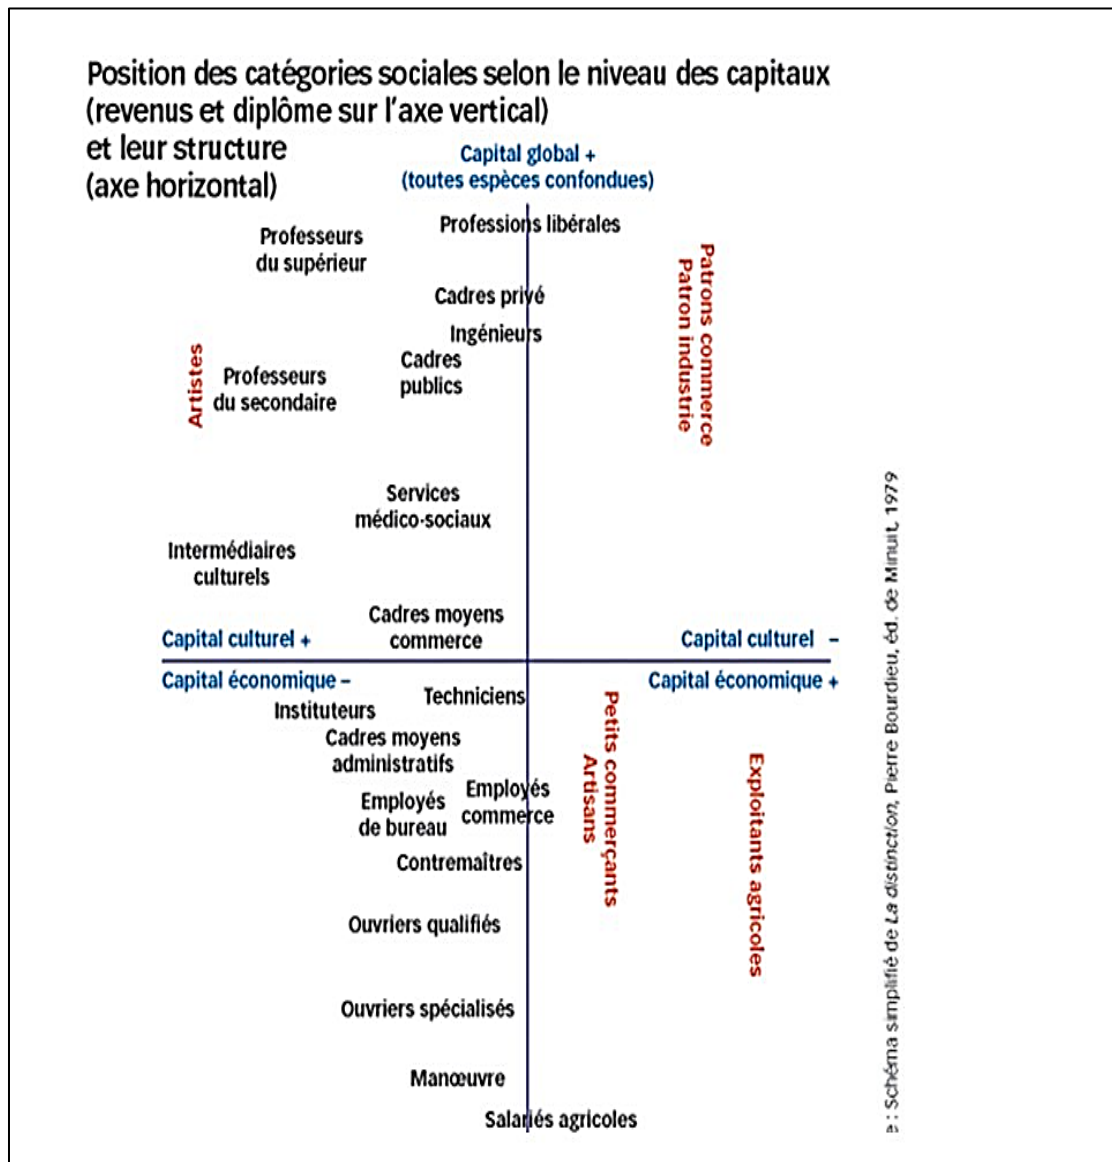 Position des catégories sociales selon le niveau des capitaux
(revenus et diplôme sur l'axe vertical)
et leur structure
(axe horizontal)
Capital global +
(toutes espèces confondues)
Professions libérales
Professeurs
du supérieur
Patrons commerce
Patron industrie
Cadres privé
Ingénieurs
Cadres
publics
Artistes
Professeurs
du secondaire
Services
médico-sociaux
Intermédiaires
culturels
Cadres moyens
commerce
Capital culturel +
Capital culturel –
Capital économique –
Capital économique +
Techniciens
Instituteurs
Cadres moyens
administratifs
Petits commerçants
Artisans
Exploitants agricoles
Employés
commerce
Employés
de bureau
Contremaîtres
Ouvriers qualifiés
Ouvriers spécialisés
Manœuvre
Salariés agricoles
e : Schéma simplifié de La distinction, Pierre Bourdieu, éd. de Minuit, 1979